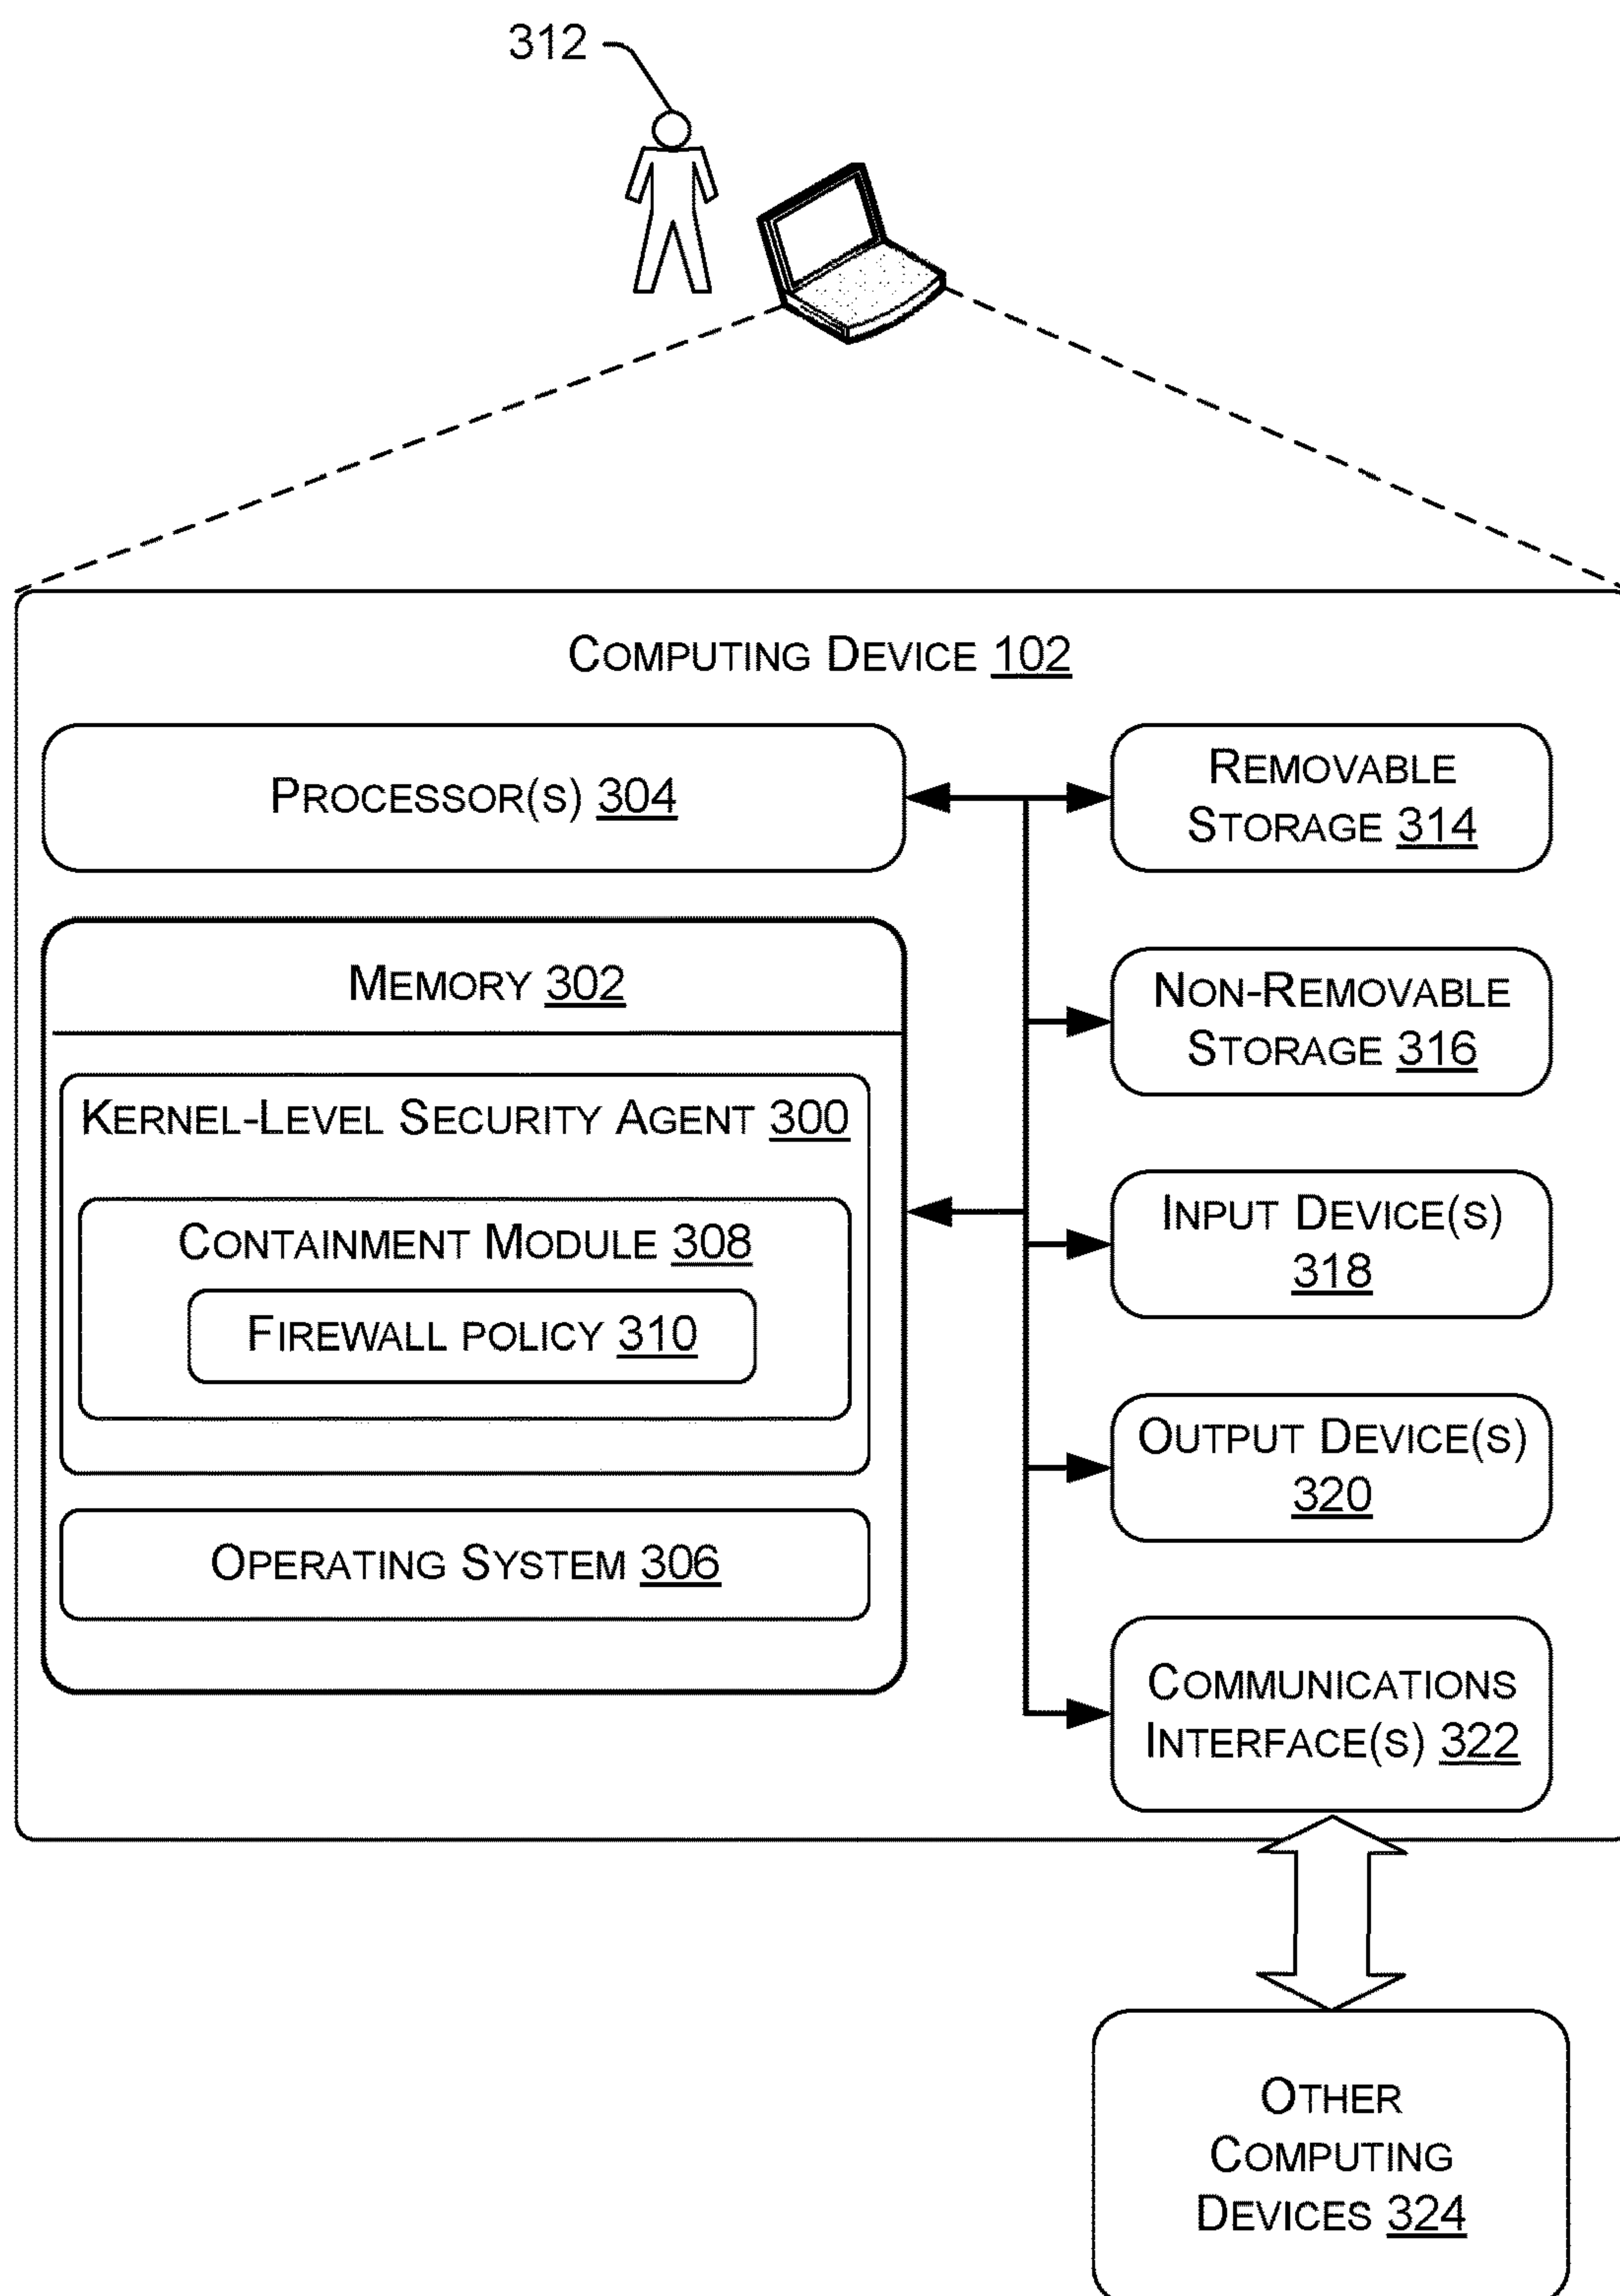 312
COMPUTING DEVICE 102
PROCESSOR(S) 304
MEMORY 302
KERNEL-LEVEL SECURITY AGENT 300
CONTAINMENT MODULE 308
FIREWALL POLICY 310
OPERATING SYSTEM 306
REMOVABLE
STORAGE 314
NON-REMOVABLE
STORAGE 316
INPUT DEVICE(S)
318
OUTPUT DEVICE(S)
320
COMMUNICATIONS
INTERFACE(S) 322
OTHER
COMPUTING
DEVICES 324